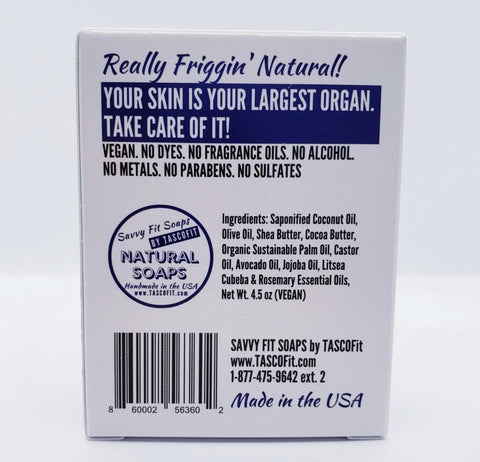 Really Friggin' Natural!
YOUR SKIN IS YOUR LARGEST ORGAN.
TAKE CARE OF IT!
VEGAN. NO DYES. NO FRAGRANCE OILS. NO ALCOHOL.
NO METALS. NO PARABENS. NO SULFATES
Savvy Fit Soaps
BY TASCOFIT
NATURAL
SOAPS
Handmade in the USA
www.TASCOFIT.com
Ingredients: Saponified Coconut Oil,
Olive Oil, Shea Butter, Cocoa Butter,
Organic Sustainable Palm Oil, Castor
Oil, Avocado Oil, Jojoba Oil, Litsea
Cubeba & Rosemary Essential Oils,
Net Wt. 4.5 oz (VEGAN)
SAVVY FIT SOAPS by TASCOFit
www.TASCOFit.com
1-877-475-9642 ext. 2
Made in the USA
8 60002 56360 2